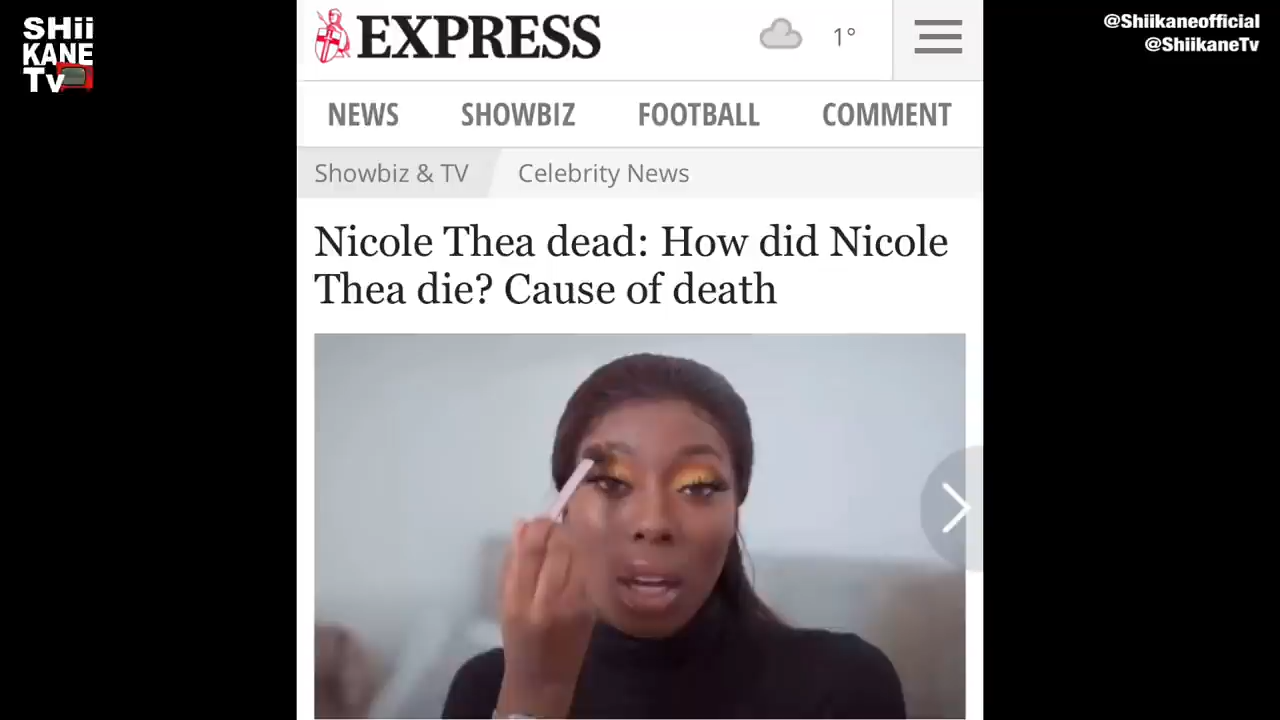 SHii
KANE
Tv
@Shiikaneofficial
@ShiikaneTv
EXPRESS
1°
NEWS SHOWBIZ FOOTBALL COMMENT
Showbiz & TV Celebrity News
Nicole Thea dead: How did Nicole
Thea die? Cause of death